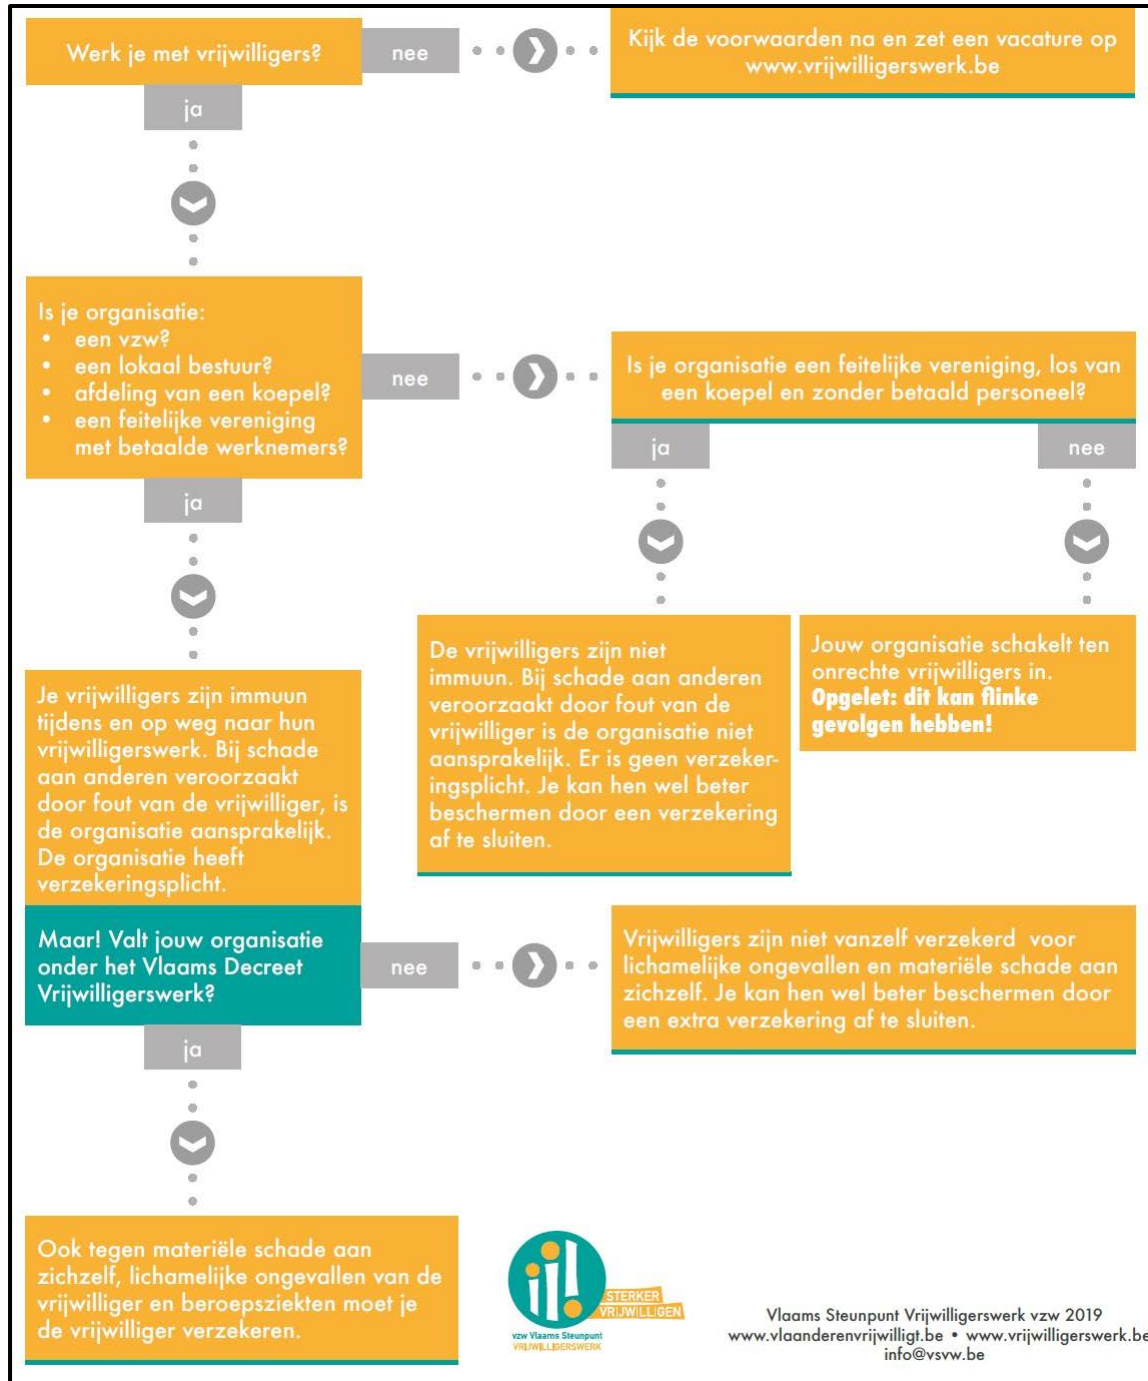 Werk je met vrijwilligers?
nee
Kijk de voorwaarden na en zet een vacature op
www.vrijwilligerswerk.be
ja
Is je organisatie:
• een vzw?
• een lokaal bestuur?
• afdeling van een koepel?
• een feitelijke vereniging
met betaalde werknemers?
nee
Is je organisatie een feitelijke vereniging, los van
een koepel en zonder betaald personeel?
ja
nee
ja
De vrijwilligers zijn niet
immuun. Bij schade aan anderen
veroorzaakt door fout van de
vrijwilliger is de organisatie niet
aansprakelijk. Er is geen verzeker-
ingsplicht. Je kan hen wel beter
beschermen door een verzekering
af te sluiten.
Jouw organisatie schakelt ten
onrechte vrijwilligers in.
Opgelet: dit kan flinke
gevolgen hebben!
Je vrijwilligers zijn immuun
tijdens en op weg naar hun
vrijwilligerswerk. Bij schade
aan anderen veroorzaakt
door fout van de vrijwilliger, is
de organisatie aansprakelijk.
De organisatie heeft
verzekeringsplicht.
Maar! Valt jouw organisatie
onder het Vlaams Decreet
Vrijwilligerswerk?
nee
Vrijwilligers zijn niet vanzelf verzekerd voor
lichamelijke ongevallen en materiële schade aan
zichzelf. Je kan hen wel beter beschermen door
een extra verzekering af te sluiten.
ja
Ook tegen materiële schade aan
zichzelf, lichamelijke ongevallen van de
vrijwilliger en beroepsziekten moet je
de vrijwilliger verzekeren.
STERKER
VRIJWILLIGEN
vzw Vlaams Steunpunt
VRIJWILLIGERSWERK
Vlaams Steunpunt Vrijwilligerswerk vzw 2019
www.vlaanderenvrijwilligt.be • www.vrijwilligerswerk.be
info@vsvw.be